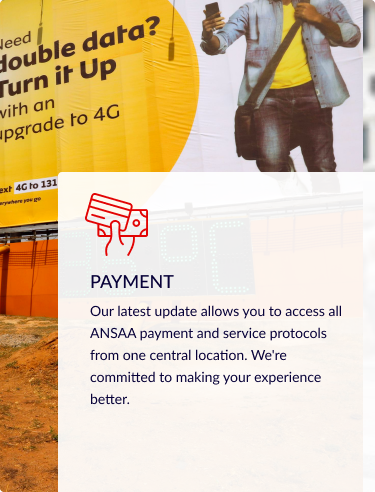 Need
double data?
Turn it Up
with an
upgrade to 4G
ext 4G to 131
everywhere you go
PAYMENT
Our latest update allows you to access all
ANSAA payment and service protocols
from one central location. We're
committed to making your experience
better.